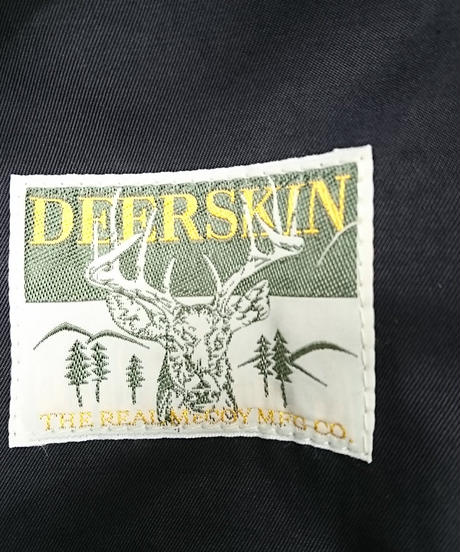 DEERSKIN
THE REAL McCOY MFG CO.